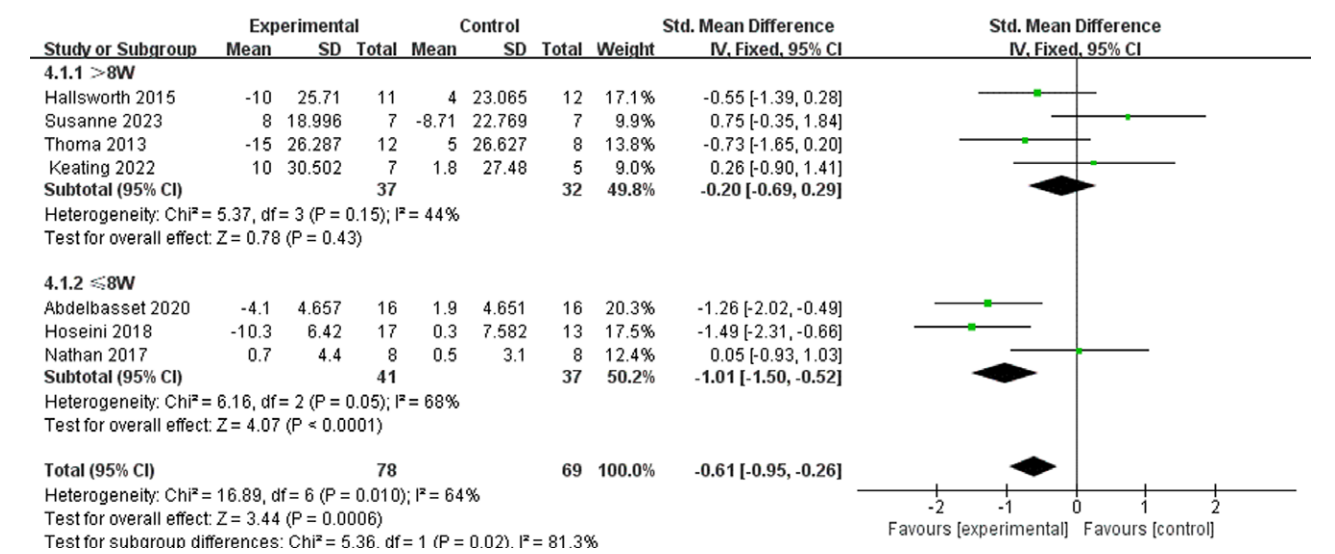 Experimental Control Std. Mean Difference Std. Mean Difference
Study or Subgroup Mean SD Total Mean SD Total Weight IV, Fixed, 95% CI IV, Fixed, 95% CI
4.1.1 >8W
Hallsworth 2015 -10 25.71 11 4 23.065 12 17.1% -0.55 [-1.39, 0.28]
Susanne 2023 8 18.996 7 -8.71 22.769 7 9.9% 0.75 [-0.35, 1.84]
Thoma 2013 -15 26.287 12 5 26.627 8 13.8% -0.73 [-1.65, 0.20]
Keating 2022 10 30.502 7 1.8 27.48 5 9.0% 0.26 [-0.90, 1.41]
Subtotal (95% CI) 37 32 49.8% -0.20 [-0.69, 0.29]
Heterogeneity: Chi² = 5.37, df = 3 (P = 0.15); I² = 44%
Test for overall effect: Z = 0.78 (P = 0.43)
4.1.2 ≤8W
Abdelbasset 2020 -4.1 4.657 16 1.9 4.651 16 20.3% -1.26 [-2.02, -0.49]
Hoseini 2018 -10.3 6.42 17 0.3 7.582 13 17.5% -1.49 [-2.31, -0.66]
Nathan 2017 0.7 4.4 8 0.5 3.1 8 12.4% 0.05 [-0.93, 1.03]
Subtotal (95% CI) 41 37 50.2% -1.01 [-1.50, -0.52]
Heterogeneity: Chi² = 6.16, df = 2 (P = 0.05); I² = 68%
Test for overall effect: Z = 4.07 (P < 0.0001)
Total (95% CI) 78 69 100.0% -0.61 [-0.95, -0.26]
Heterogeneity: Chi² = 16.89, df = 6 (P = 0.010); I² = 64%
Test for overall effect: Z = 3.44 (P = 0.0006)
Test for subgroup differences: Chi² = 5.36, df = 1 (P = 0.02), I² = 81.3%
-2 -1 0 1 2
Favours [experimental] Favours [control]